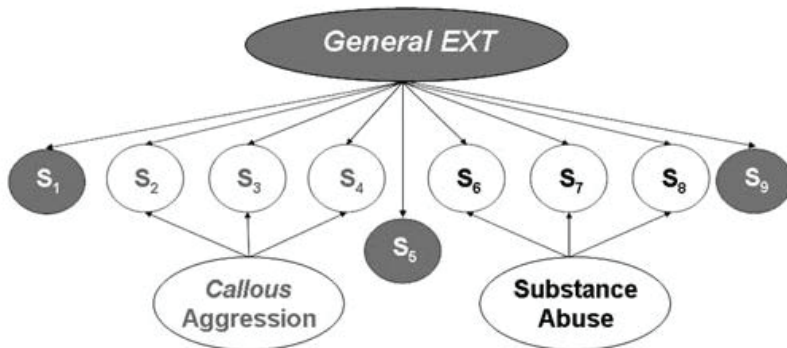 General EXT
S₁ S₂ S₃ S₄ S₆ S₇ S₈ S₉
S₅
Callous
Aggression
Substance
Abuse